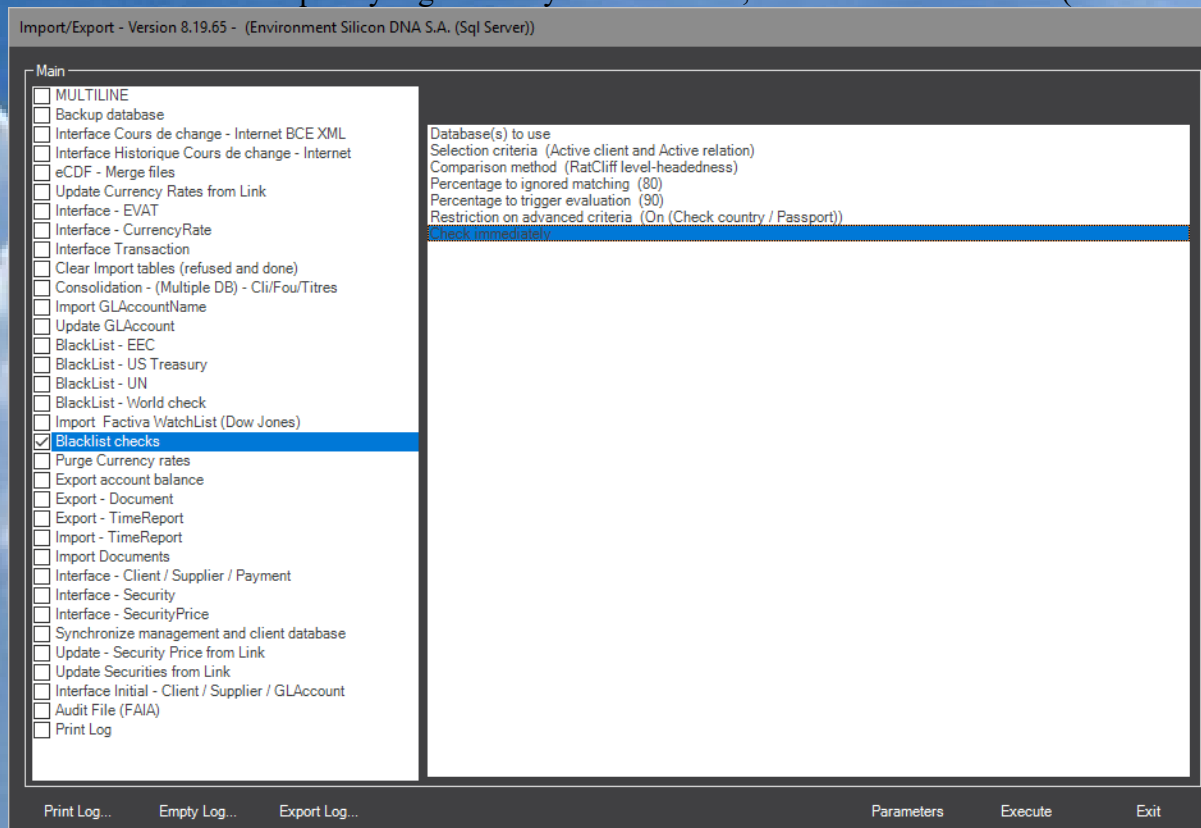 Import/Export - Version 8.19.65 - (Environment Silicon DNA S.A. (Sql Server))
Main
MULTILINE
Backup database
Interface Cours de change - Internet BCE XML
Interface Historique Cours de change - Internet
eCDF - Merge files
Update Currency Rates from Link
Interface - EVAT
Interface - CurrencyRate
Interface Transaction
Clear Import tables (refused and done)
Consolidation - (Multiple DB) - Cli/Fou/Titres
Import GLAccountName
Update GLAccount
BlackList - EEC
BlackList - US Treasury
BlackList - UN
BlackList - World check
Import Factiva WatchList (Dow Jones)
Blacklist checks
Purge Currency rates
Export account balance
Export - Document
Export - TimeReport
Import - TimeReport
Import Documents
Interface - Client / Supplier / Payment
Interface - Security
Interface - SecurityPrice
Synchronize management and client database
Update - Security Price from Link
Update Securities from Link
Interface Initial - Client / Supplier / GLAccount
Audit File (FAIA)
Print Log
Database(s) to use
Selection criteria (Active client and Active relation)
Comparison method (RatCliff level-headedness)
Percentage to ignored matching (80)
Percentage to trigger evaluation (90)
Restriction on advanced criteria (On (Check country / Passport))
Check immediately
Print Log...
Empty Log...
Export Log...
Parameters
Execute
Exit